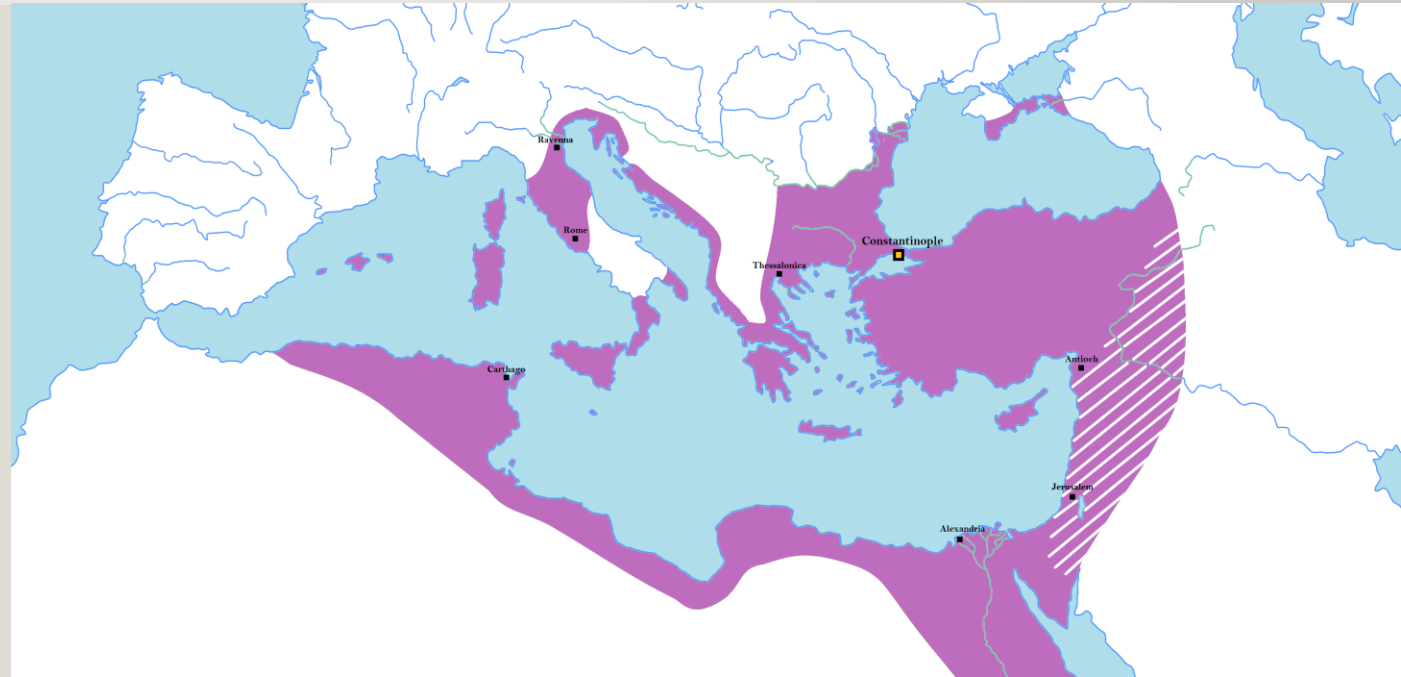 Ravenna
Rome
Constantinople
Thessalonica
Antioch
Carthago
Jerusalem
Alexandria